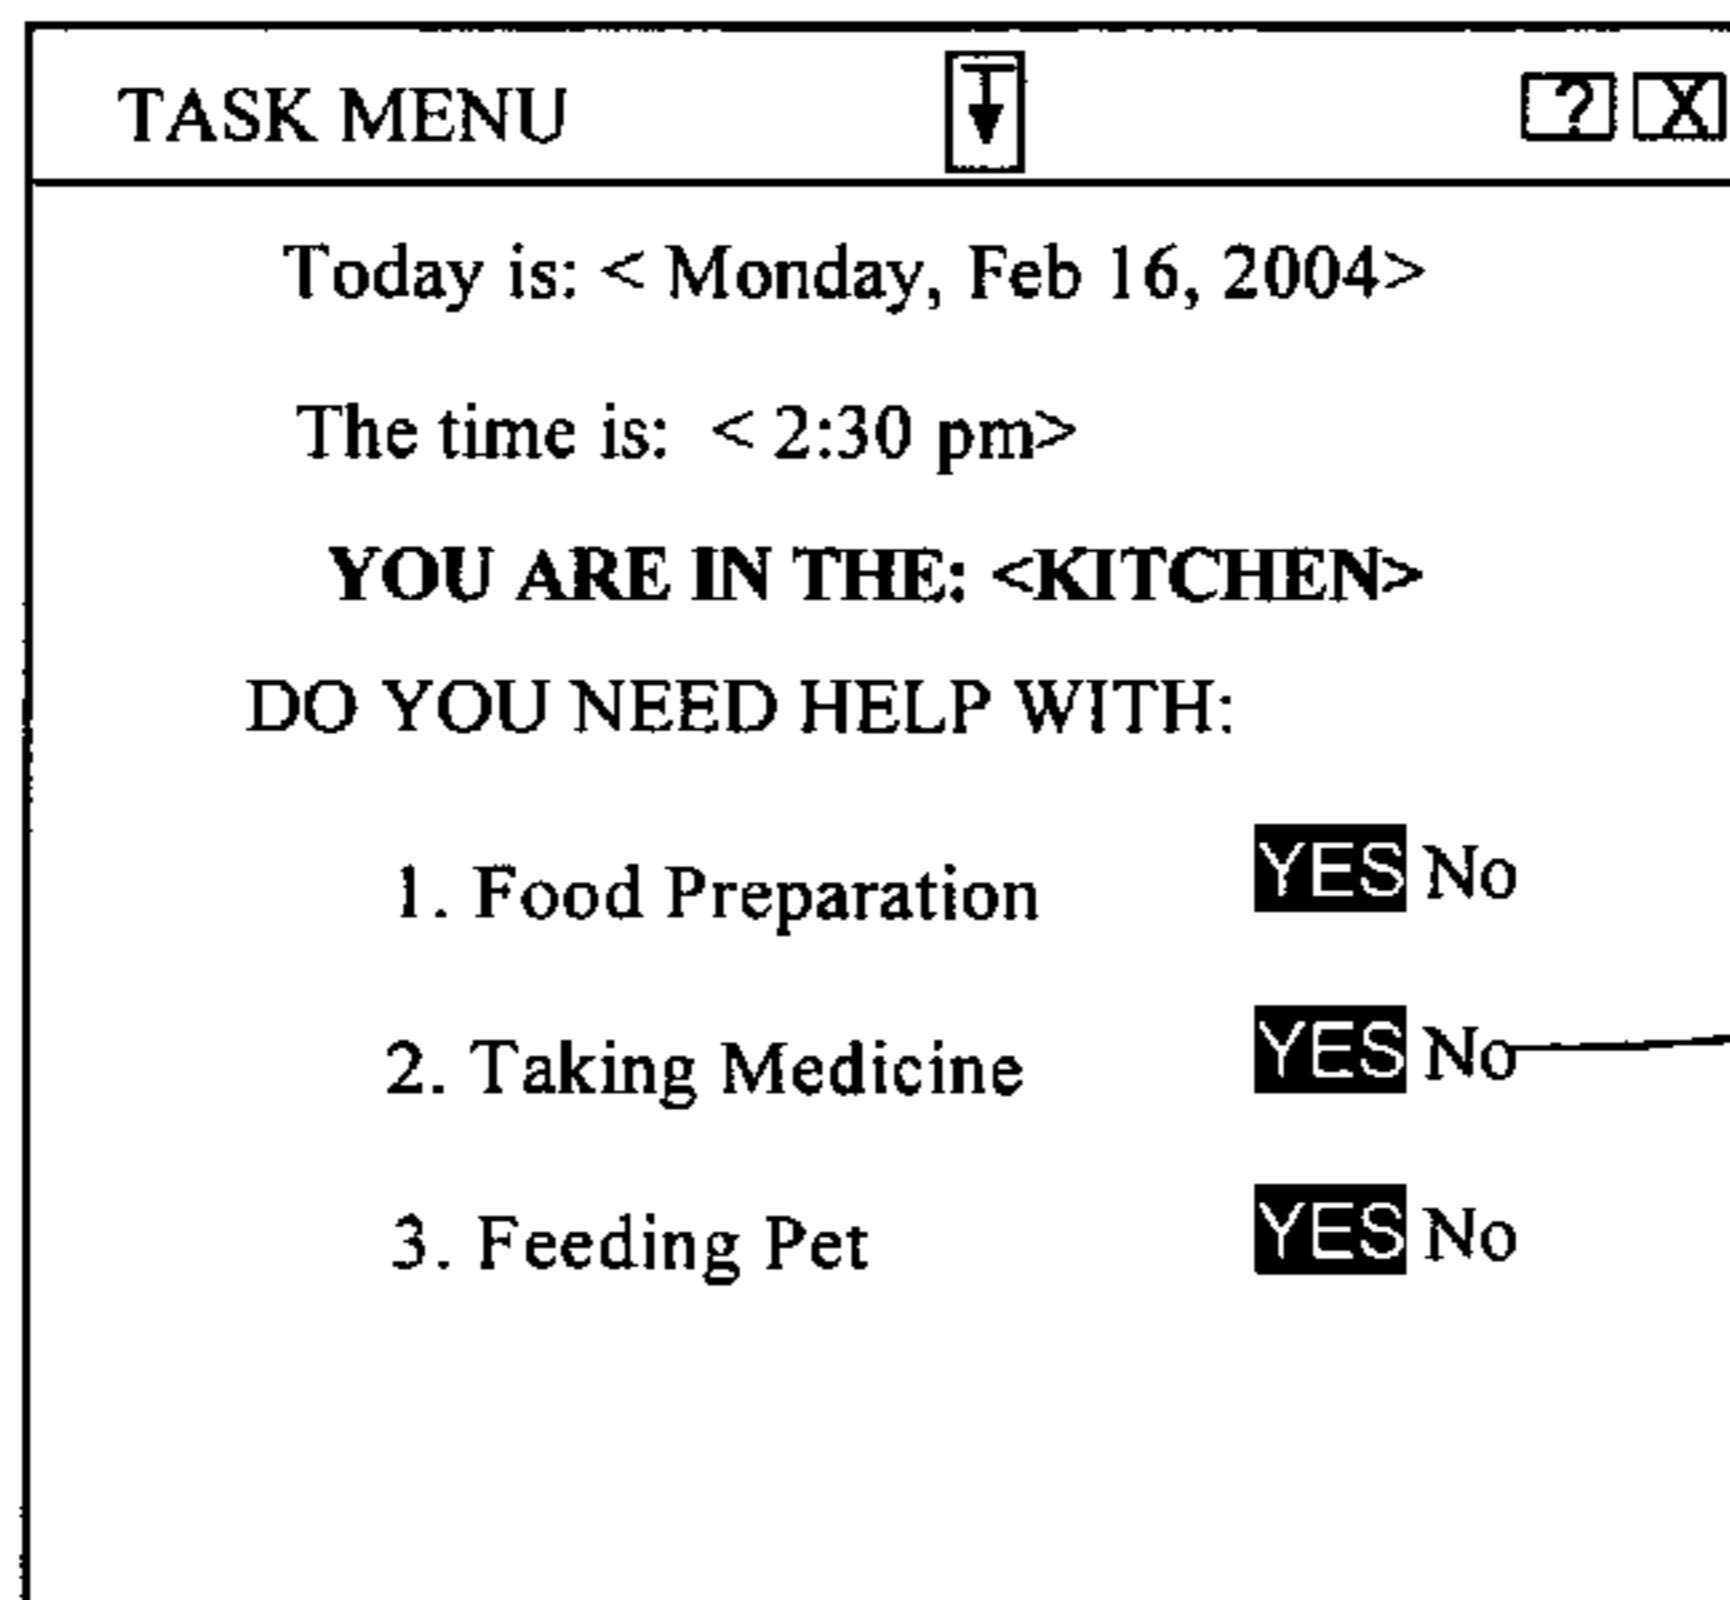 TASK MENU ? X
Today is: < Monday, Feb 16, 2004>
The time is: < 2:30 pm>
YOU ARE IN THE: <KITCHEN>
DO YOU NEED HELP WITH:
1. Food Preparation YES No
2. Taking Medicine YES No
3. Feeding Pet YES No